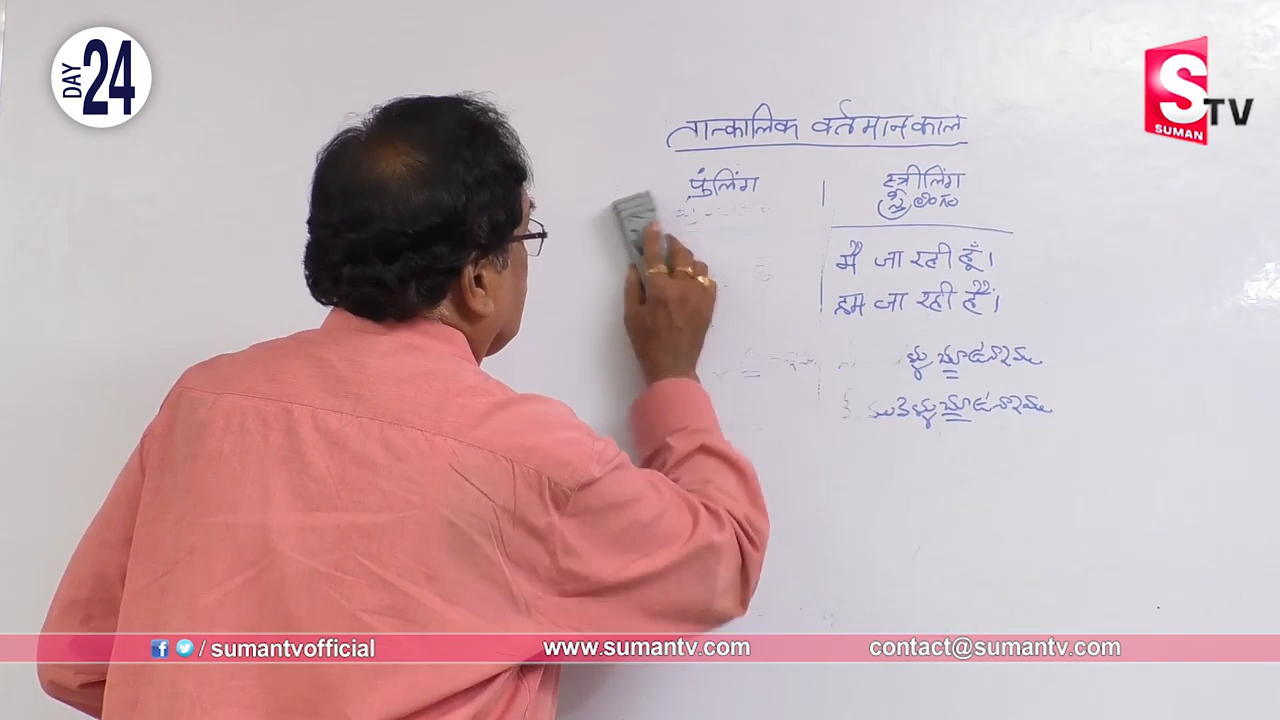 DAY 24
S TV
SUMAN
तात्कालिक वर्तमानकाल
पुंलिंग | स्त्रीलिंग
मै जा रही हूँ।
हम जा रही हैं।
/ sumantvofficial
www.sumantv.com
contact@sumantv.com